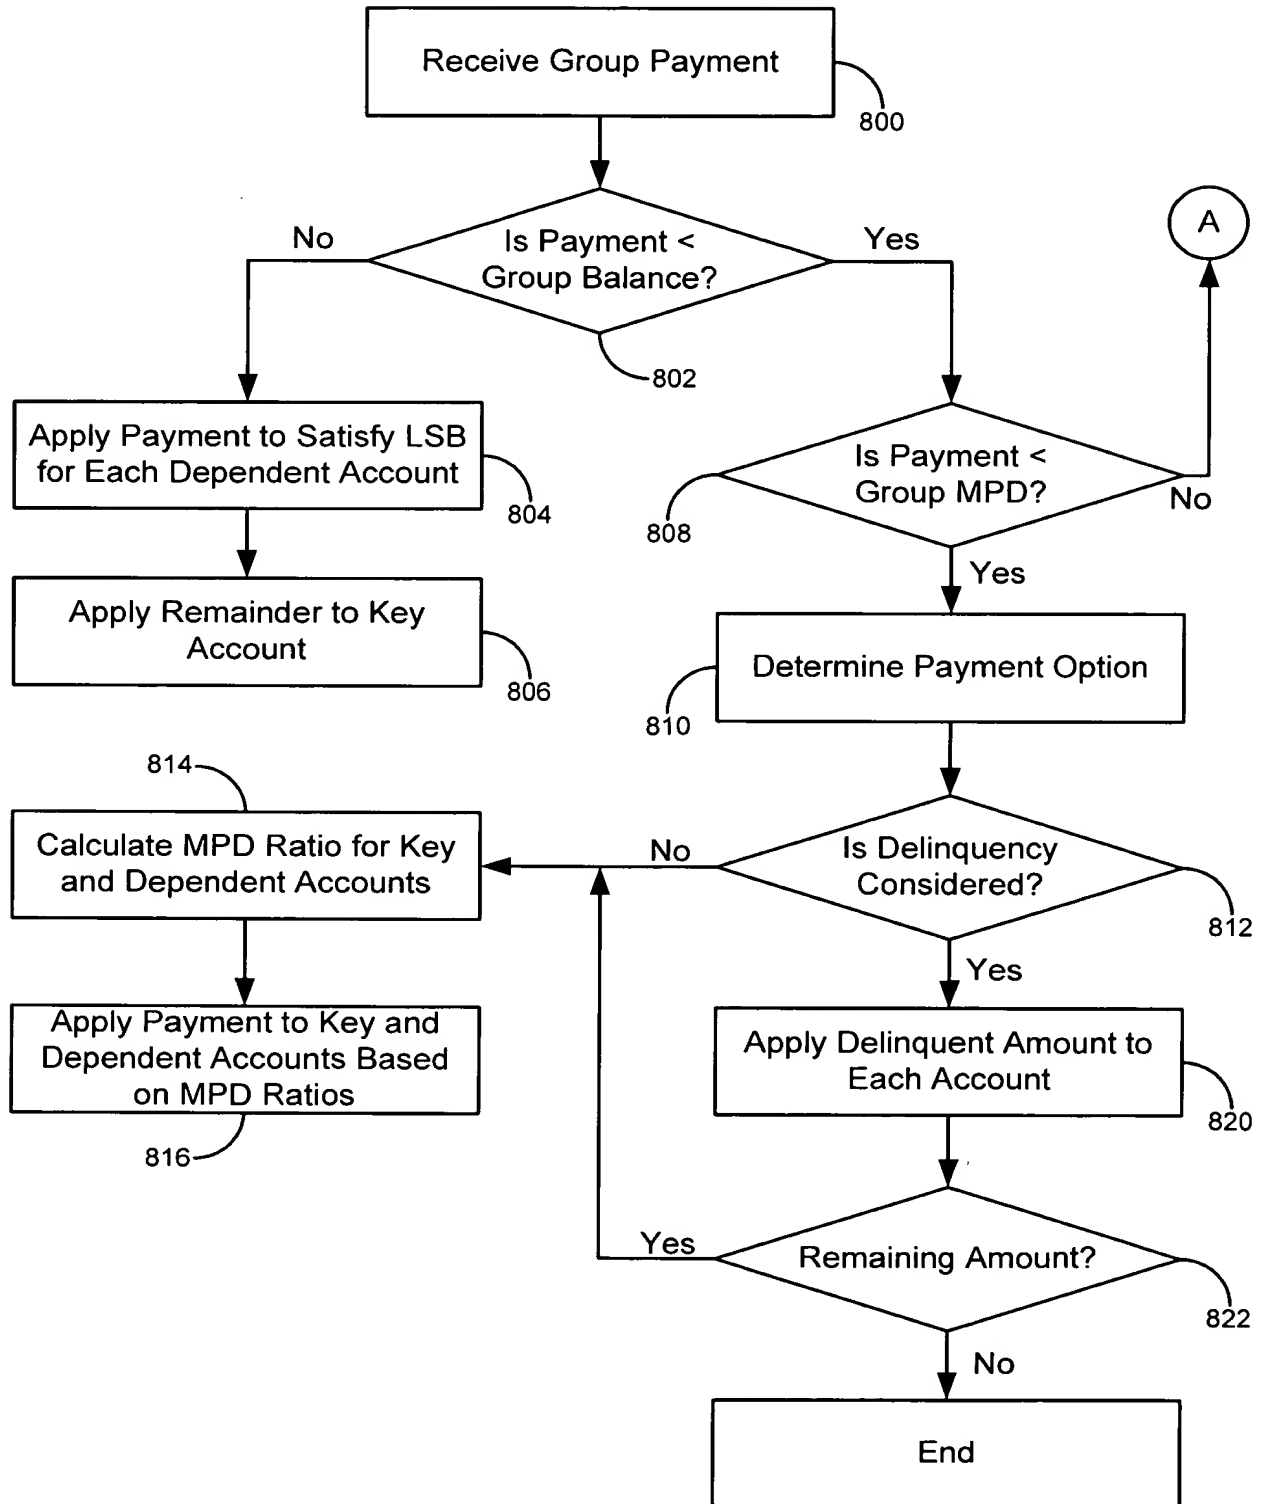 Receive Group Payment
800
Is Payment <
Group Balance?
No
Yes
802
A
Apply Payment to Satisfy LSB
for Each Dependent Account
804
Is Payment <
Group MPD?
808
No
Yes
Apply Remainder to Key
Account
806
Determine Payment Option
810
814
Calculate MPD Ratio for Key
and Dependent Accounts
No
Is Delinquency
Considered?
812
Yes
Apply Payment to Key and
Dependent Accounts Based
on MPD Ratios
816
Apply Delinquent Amount to
Each Account
820
Yes
Remaining Amount?
822
No
End